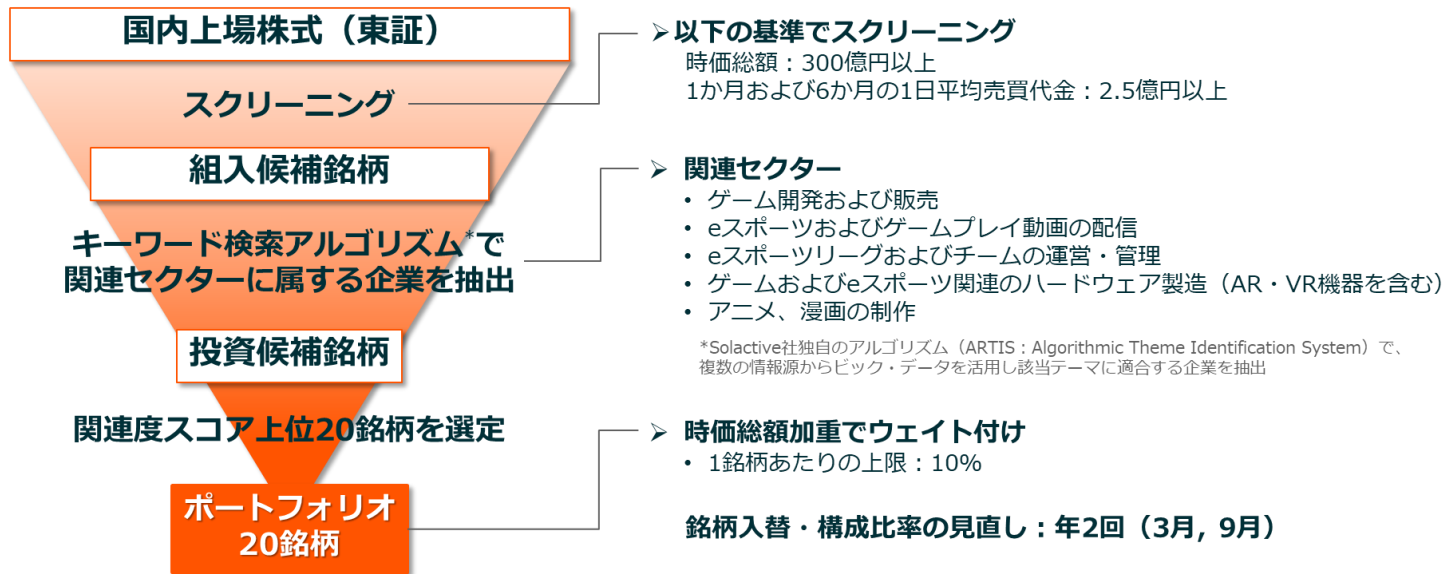 国内上場株式（東証）
スクリーニング
組入候補銘柄
キーワード検索アルゴリズム*で
関連セクターに属する企業を抽出
投資候補銘柄
関連度スコア上位20銘柄を選定
ポートフォリオ
20銘柄
➢以下の基準でスクリーニング
時価総額：300億円以上
1か月および6か月の1日平均売買代金：2.5億円以上
➢ 関連セクター
• ゲーム開発および販売
• eスポーツおよびゲームプレイ動画の配信
• eスポーツリーグおよびチームの運営・管理
• ゲームおよびeスポーツ関連のハードウェア製造（AR・VR機器を含む）
• アニメ、漫画の制作
*Solactive社独自のアルゴリズム（ARTIS：Algorithmic Theme Identification System）で、
複数の情報源からビック・データを活用し該当テーマに適合する企業を抽出
➢ 時価総額加重でウェイト付け
• 1銘柄あたりの上限：10%
銘柄入替・構成比率の見直し：年2回（3月, 9月）